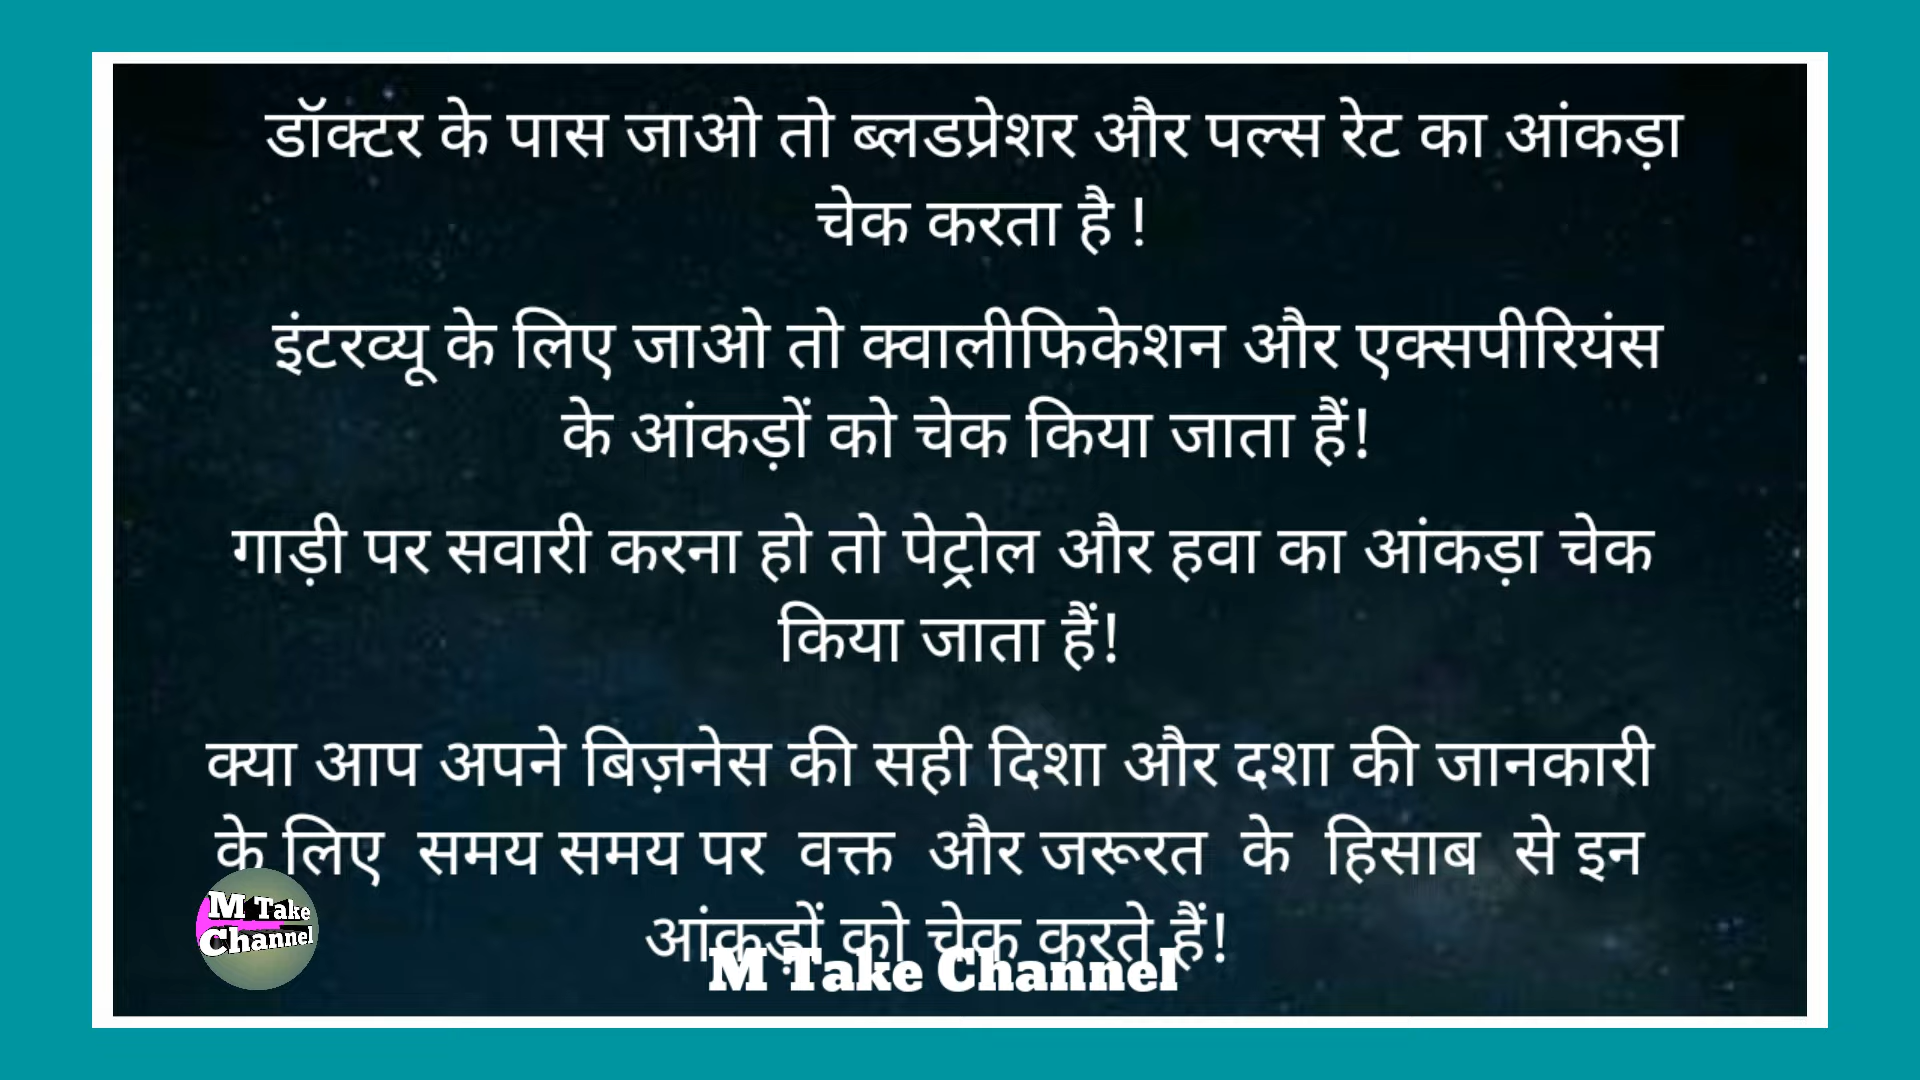 डॉक्टर के पास जाओ तो ब्लडप्रेशर और पल्स रेट का आंकड़ा
चेक करता है !
इंटरव्यू के लिए जाओ तो क्वालीफिकेशन और एक्सपीरियंस
के आंकड़ों को चेक किया जाता हैं!
गाड़ी पर सवारी करना हो तो पेट्रोल और हवा का आंकड़ा चेक
किया जाता हैं!
क्या आप अपने बिज़नेस की सही दिशा और दशा की जानकारी
के लिए समय समय पर वक्त और जरूरत के हिसाब से इन
आंकड़ों को चेक करते हैं!
M Take
Channel
M Take Channel